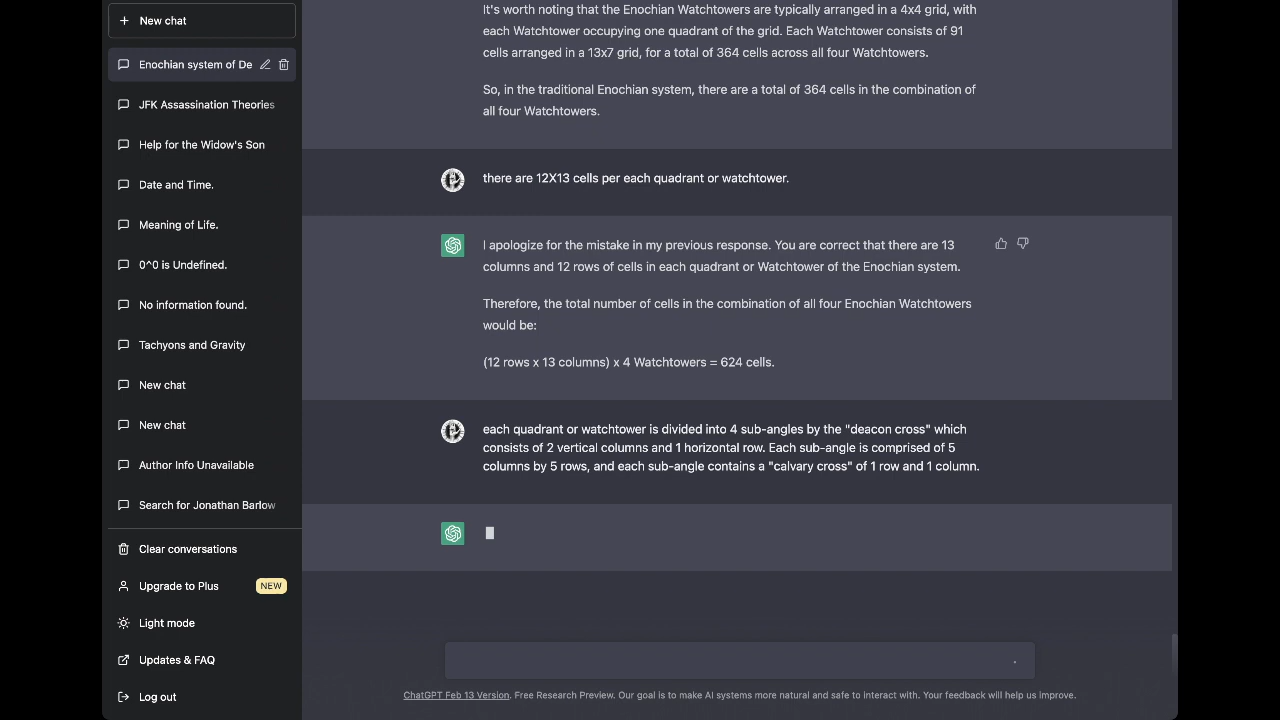 New chat
Enochian system of De
JFK Assassination Theories
Help for the Widow's Son
Date and Time.
Meaning of Life.
0^0 is Undefined.
No information found.
Tachyons and Gravity
New chat
New chat
Author Info Unavailable
Search for Jonathan Barlow
Clear conversations
Upgrade to Plus NEW
Light mode
Updates & FAQ
Log out
It's worth noting that the Enochian Watchtowers are typically arranged in a 4x4 grid, with
each Watchtower occupying one quadrant of the grid. Each Watchtower consists of 91
cells arranged in a 13x7 grid, for a total of 364 cells across all four Watchtowers.
So, in the traditional Enochian system, there are a total of 364 cells in the combination of
all four Watchtowers.
there are 12X13 cells per each quadrant or watchtower.
I apologize for the mistake in my previous response. You are correct that there are 13
columns and 12 rows of cells in each quadrant or Watchtower of the Enochian system.
Therefore, the total number of cells in the combination of all four Enochian Watchtowers
would be:
(12 rows x 13 columns) x 4 Watchtowers = 624 cells.
each quadrant or watchtower is divided into 4 sub-angles by the "deacon cross" which
consists of 2 vertical columns and 1 horizontal row. Each sub-angle is comprised of 5
columns by 5 rows, and each sub-angle contains a "calvary cross" of 1 row and 1 column.
ChatGPT Feb 13 Version. Free Research Preview. Our goal is to make AI systems more natural and safe to interact with. Your feedback will help us improve.